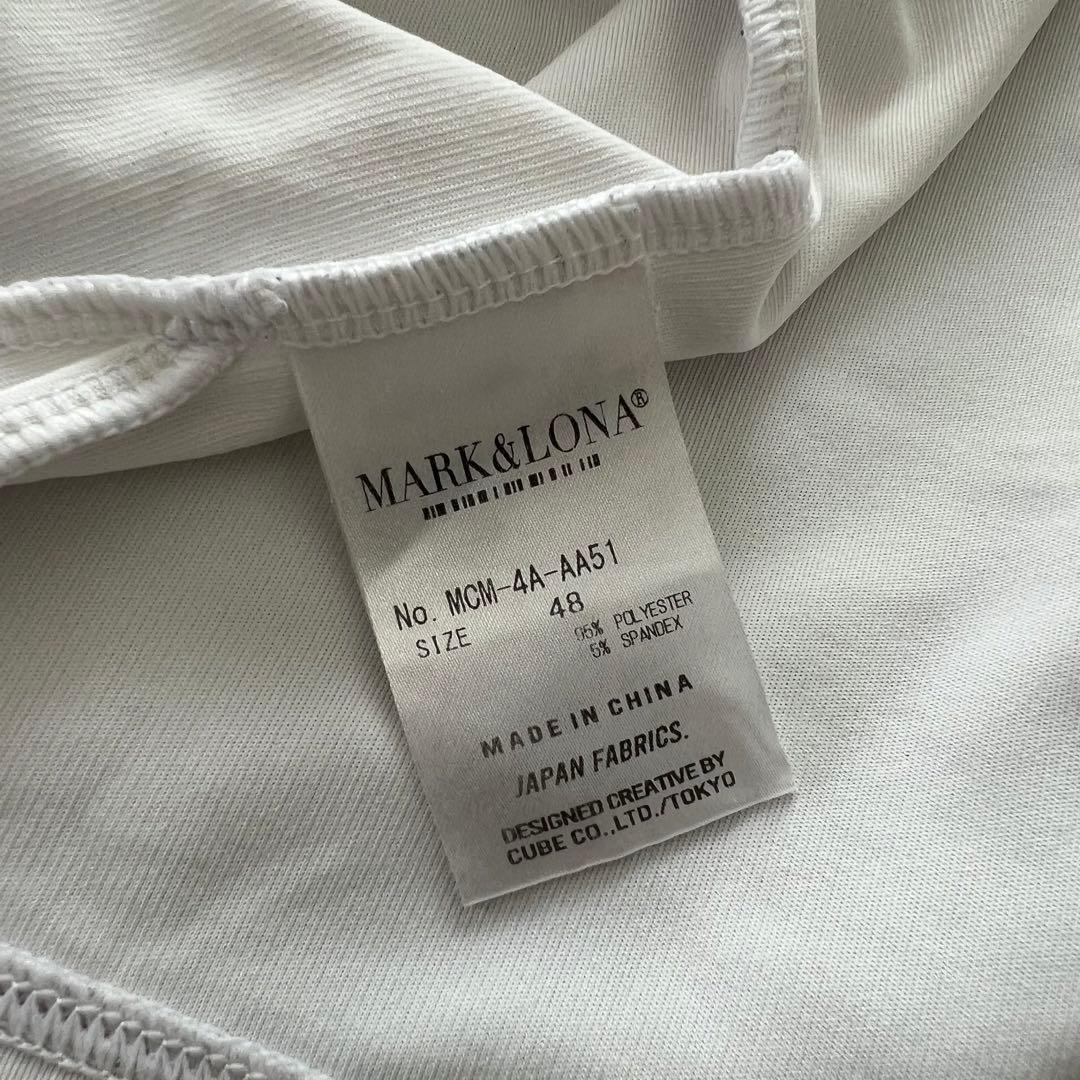 MARK&LONA®
No. MCM-4A-AA51
SIZE 48
95% POLYESTER
5% SPANDEX
MADE IN CHINA
JAPAN FABRICS.
DESIGNED CREATIVE BY
CUBE CO.,LTD./TOKYO